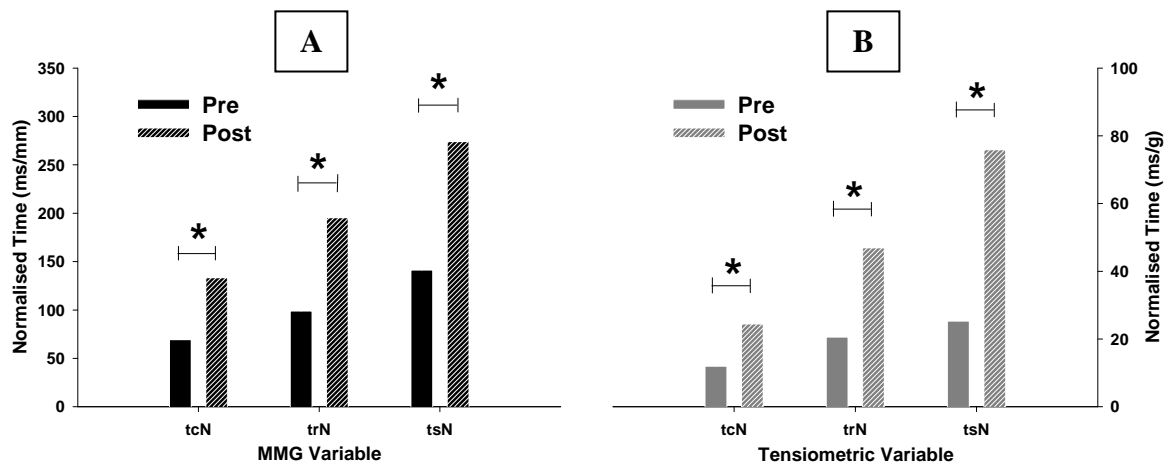 A
350
300
250
200
150
100
50
0
Normalised Time (ms/mm)
Pre
Post
*
*
*
tcN trN tsN
MMG Variable
B
Pre
Post
*
*
*
100
80
60
40
20
0
Normalised Time (ms/g)
tcN trN tsN
Tensiometric Variable